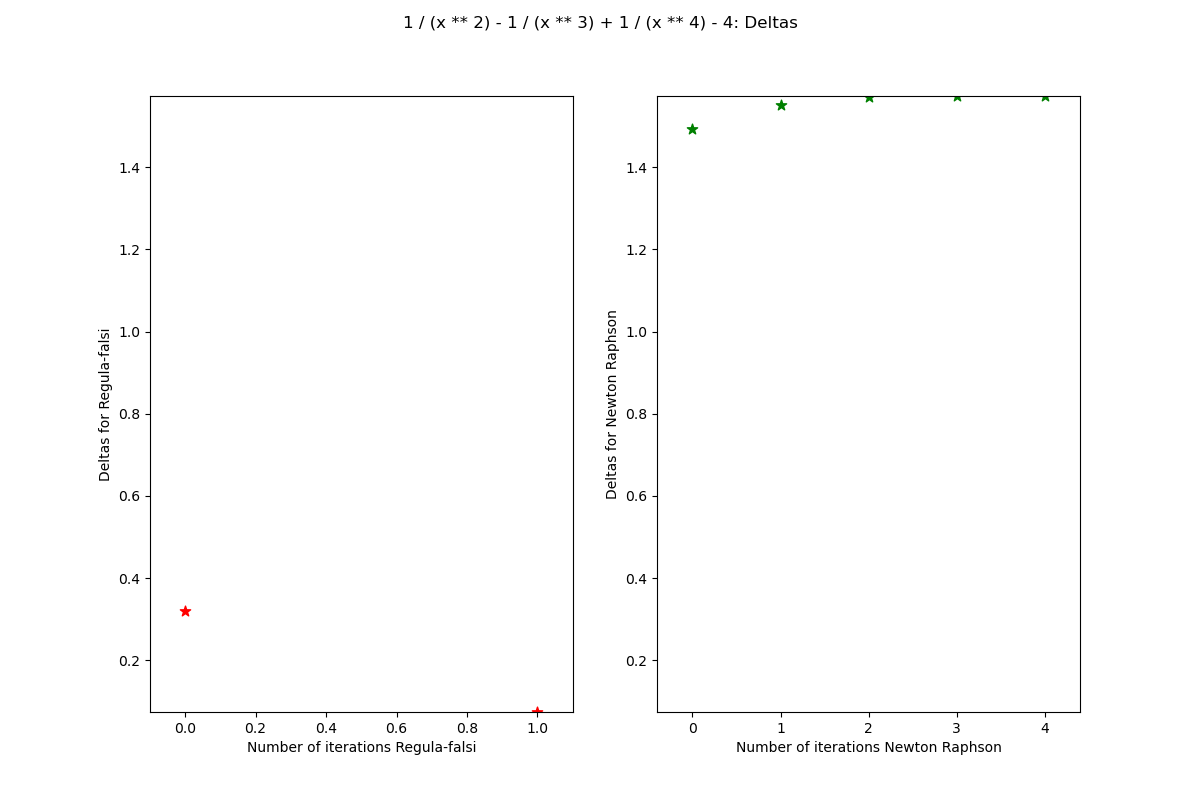 1 / (x ** 2) - 1 / (x ** 3) + 1 / (x ** 4) - 4: Deltas
Deltas for Regula-falsi
1.4
1.2
1.0
0.8
0.6
0.4
0.2
0.0 0.2 0.4 0.6 0.8 1.0
Number of iterations Regula-falsi
Deltas for Newton Raphson
1.4
1.2
1.0
0.8
0.6
0.4
0.2
0 1 2 3 4
Number of iterations Newton Raphson